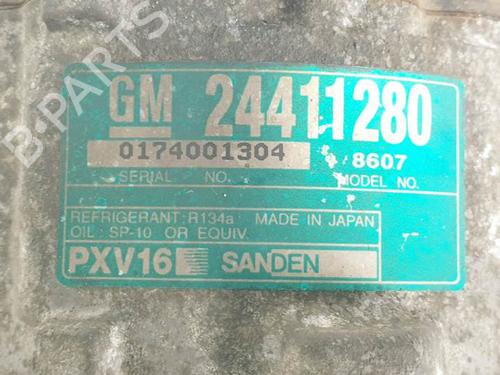 GM 24411280
0174001304 8607
SERIAL NO. MODEL NO.
REFRIGERANT : R134a MADE IN JAPAN
OIL : SP-10 OR EQUIV.
PXV16 SANDEN
B-PARTS